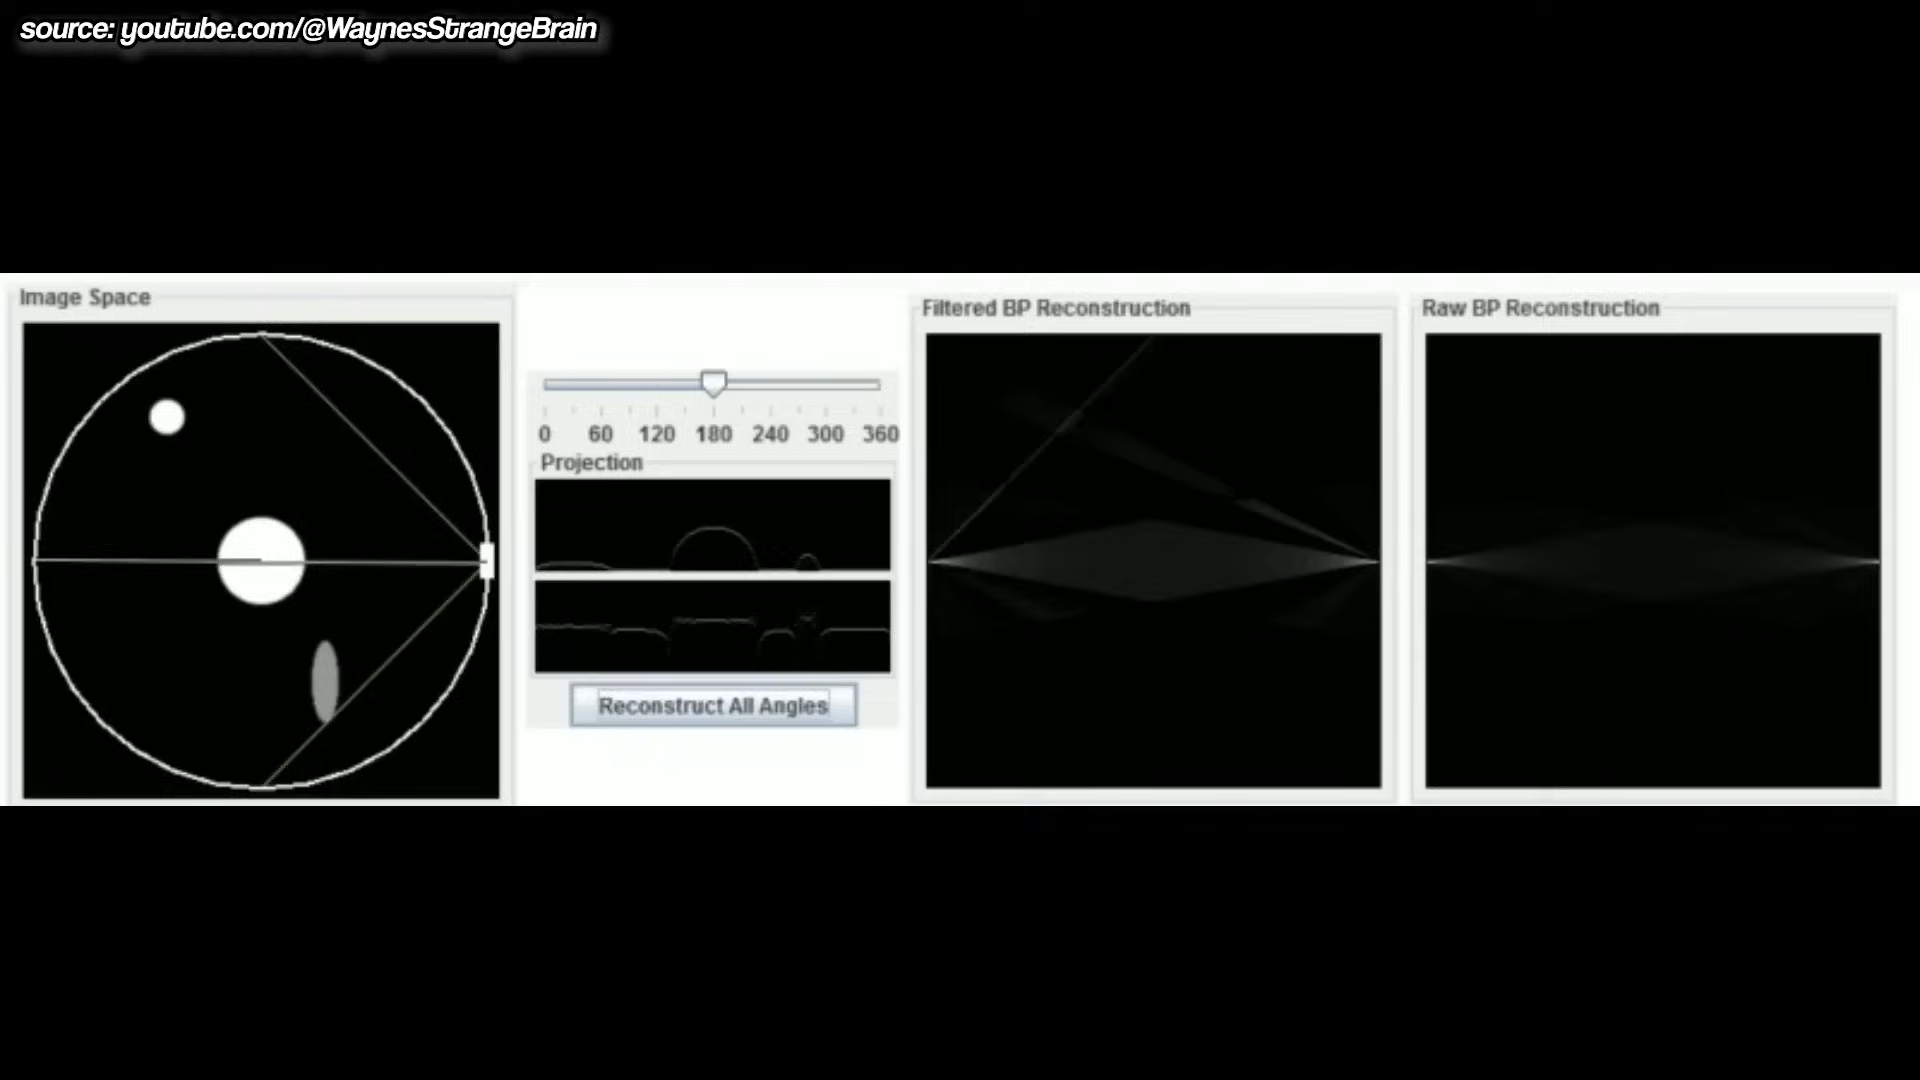 source: youtube.com/@WaynesStrangeBrain
Image Space
Filtered BP Reconstruction
Raw BP Reconstruction
0 60 120 180 240 300 360
Projection
Reconstruct All Angles